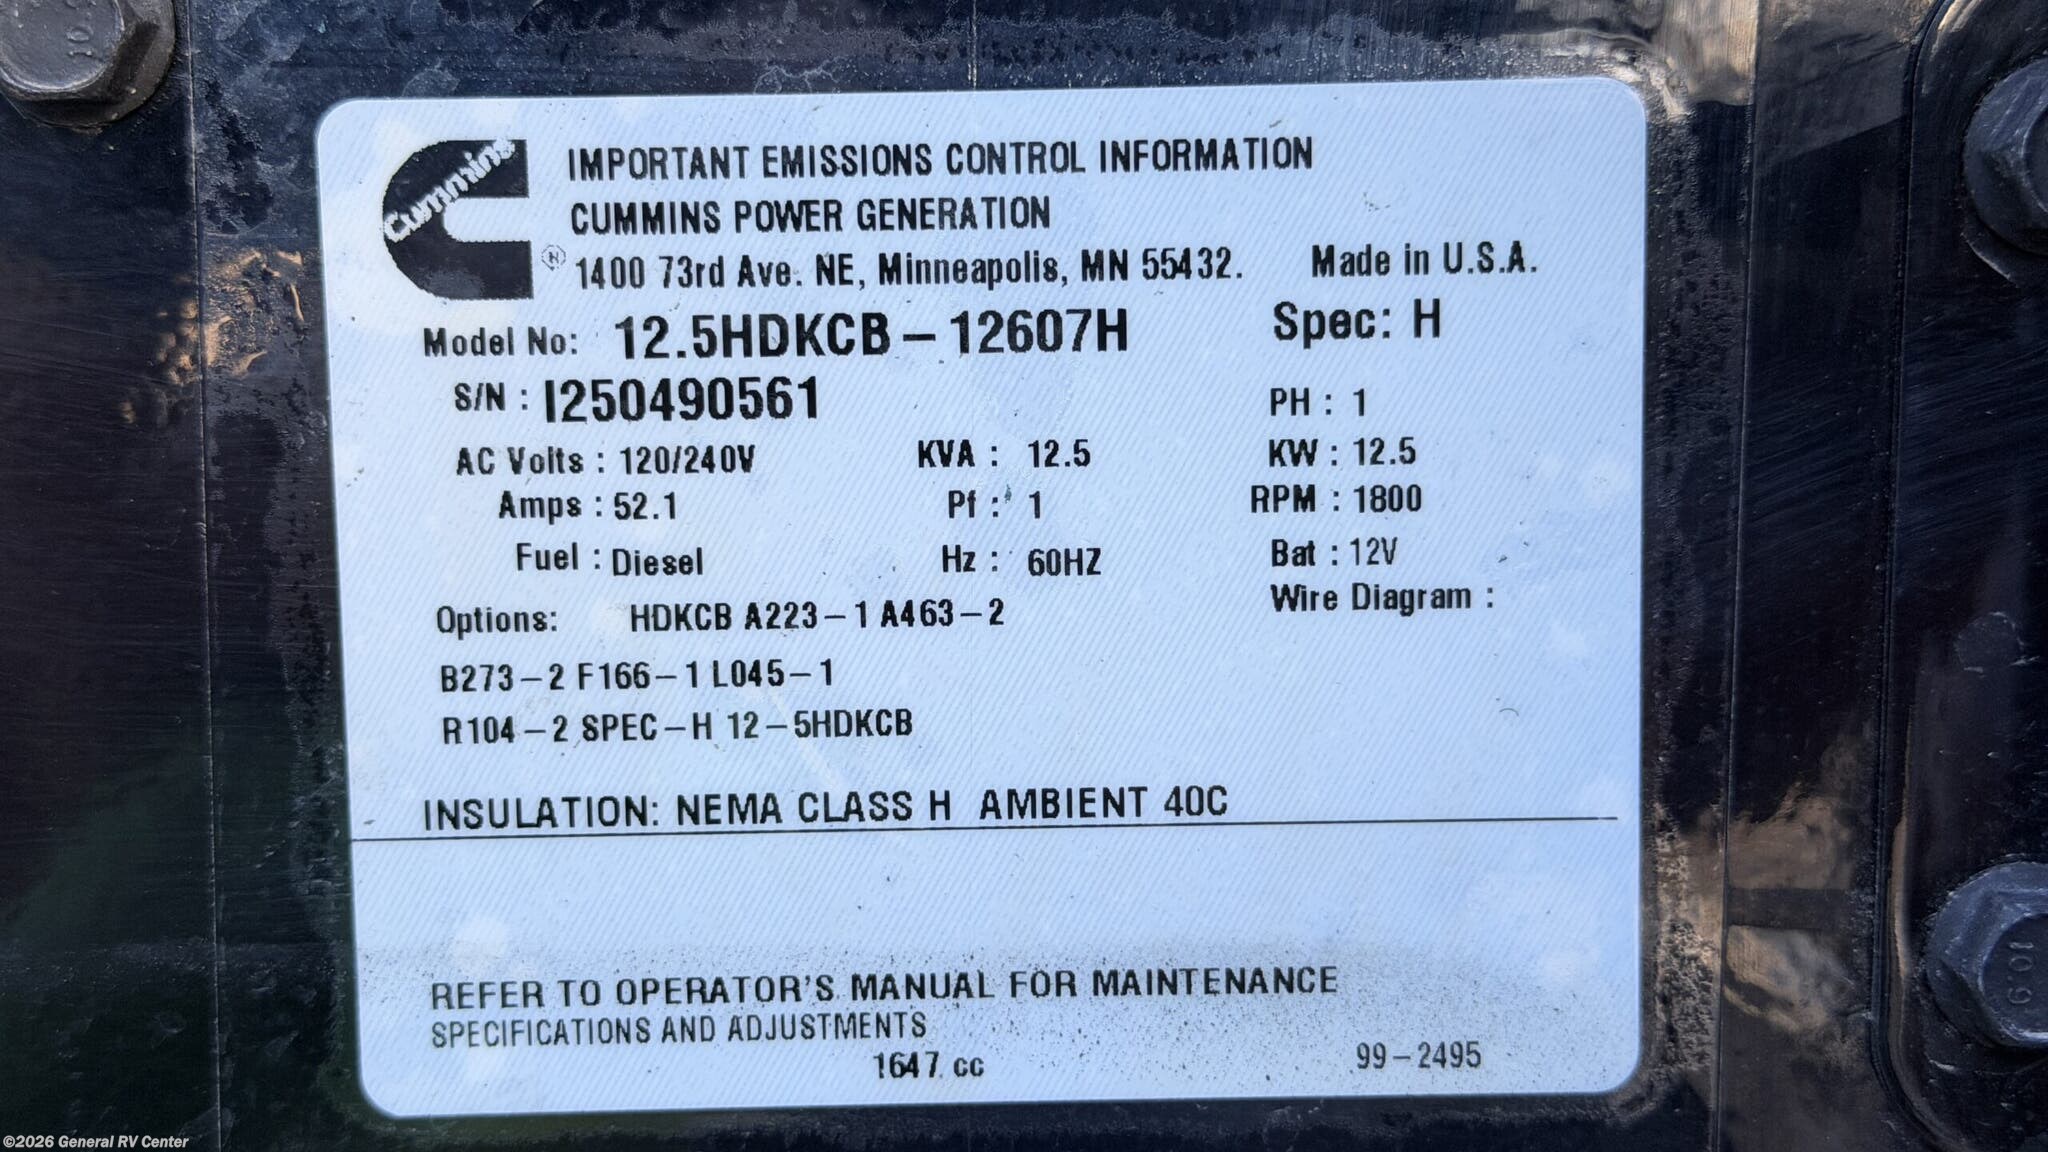 Cummins
IMPORTANT EMISSIONS CONTROL INFORMATION
CUMMINS POWER GENERATION
1400 73rd Ave. NE, Minneapolis, MN 55432. Made in U.S.A.
Model No: 12.5HDKCB-12607H Spec: H
S/N : I250490561 PH : 1
AC Volts : 120/240V KVA : 12.5 KW : 12.5
Amps : 52.1 Pf : 1 RPM : 1800
Fuel : Diesel Hz : 60HZ Bat : 12V
Wire Diagram :
Options: HDKCB A223-1 A463-2
B273-2 F166-1 L045-1
R104-2 SPEC-H 12-5HDKCB
INSULATION: NEMA CLASS H AMBIENT 40C
REFER TO OPERATOR'S MANUAL FOR MAINTENANCE
SPECIFICATIONS AND ADJUSTMENTS
1647 cc 99-2495
10.9
©2026 General RV Center